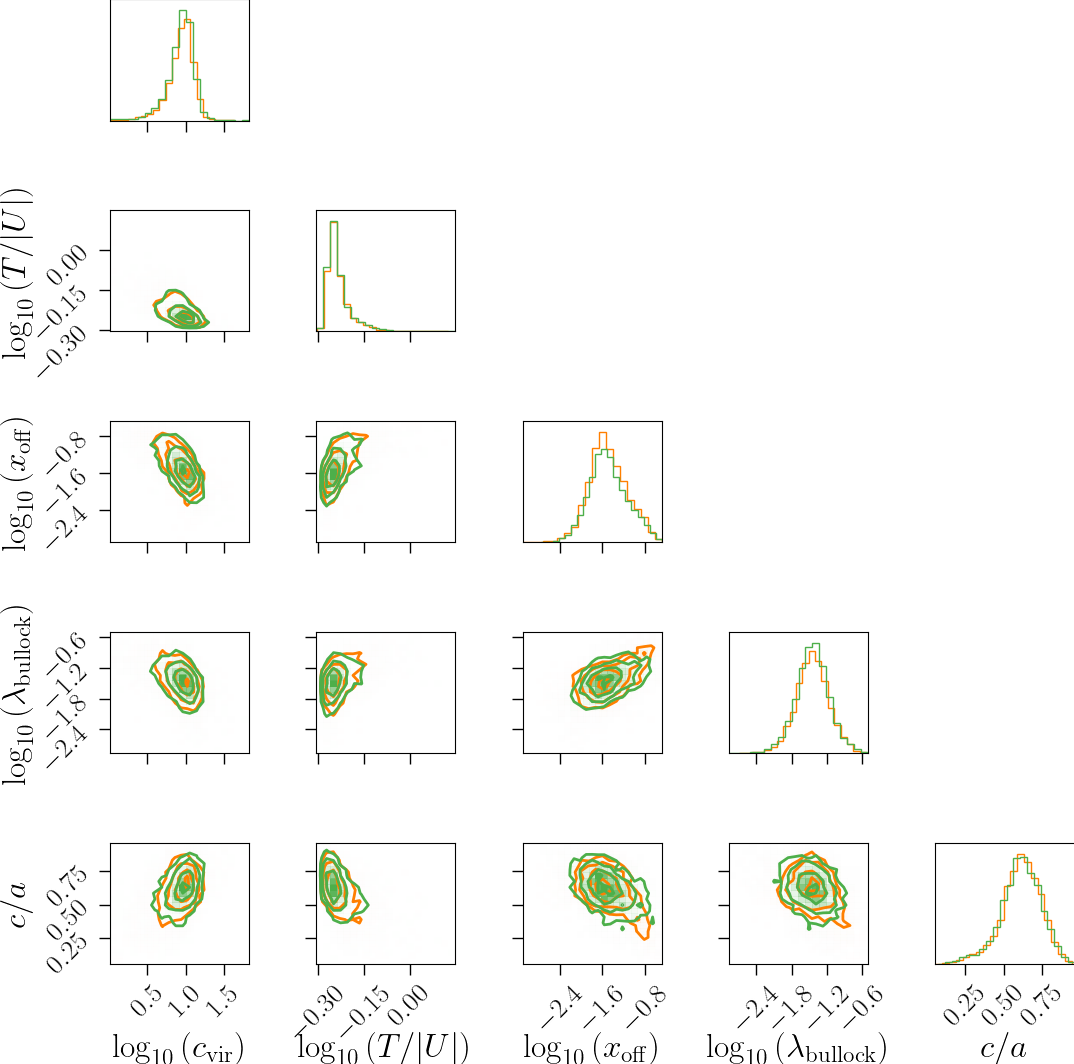 log₁₀ (T/|U|)
0.00
−0.15
−0.30
log₁₀ (x_off)
−0.8
−1.6
−2.4
log₁₀ (λ_bullock)
−0.6
−1.2
−1.8
−2.4
c/a
0.75
0.50
0.25
0.5 1.0 1.5
−0.30 −0.15 0.00
−2.4 −1.6 −0.8
−2.4 −1.8 −1.2 −0.6
0.25 0.50 0.75
log₁₀ (c_vir)
log₁₀ (T/|U|)
log₁₀ (x_off)
log₁₀ (λ_bullock)
c/a